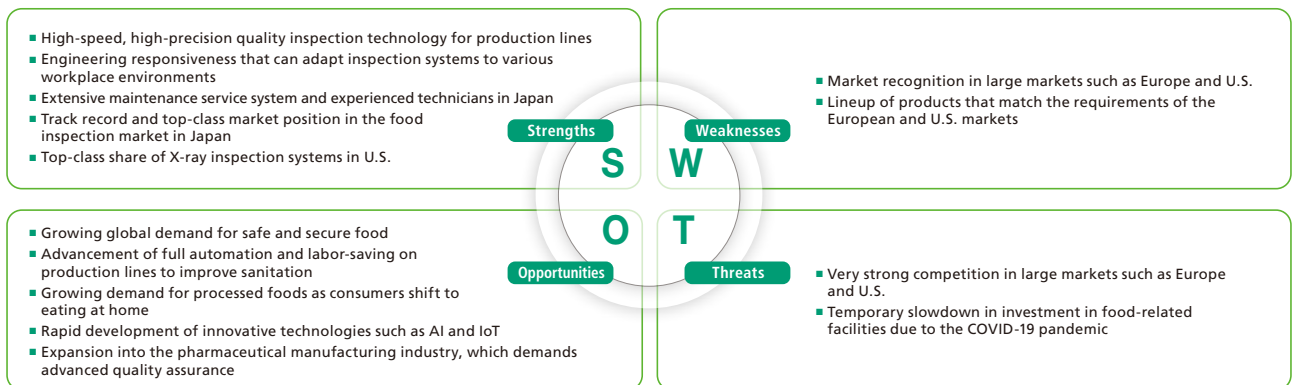 ■ High-speed, high-precision quality inspection technology for production lines
■ Engineering responsiveness that can adapt inspection systems to various
workplace environments
■ Extensive maintenance service system and experienced technicians in Japan
■ Track record and top-class market position in the food
inspection market in Japan
■ Top-class share of X-ray inspection systems in U.S.
Strengths
S
■ Market recognition in large markets such as Europe and U.S.
■ Lineup of products that match the requirements of the
European and U.S. markets
Weaknesses
W
■ Growing global demand for safe and secure food
■ Advancement of full automation and labor-saving on
production lines to improve sanitation
■ Growing demand for processed foods as consumers shift to
eating at home
■ Rapid development of innovative technologies such as AI and IoT
■ Expansion into the pharmaceutical manufacturing industry, which demands
advanced quality assurance
O
Opportunities
T
Threats
■ Very strong competition in large markets such as Europe
and U.S.
■ Temporary slowdown in investment in food-related
facilities due to the COVID-19 pandemic